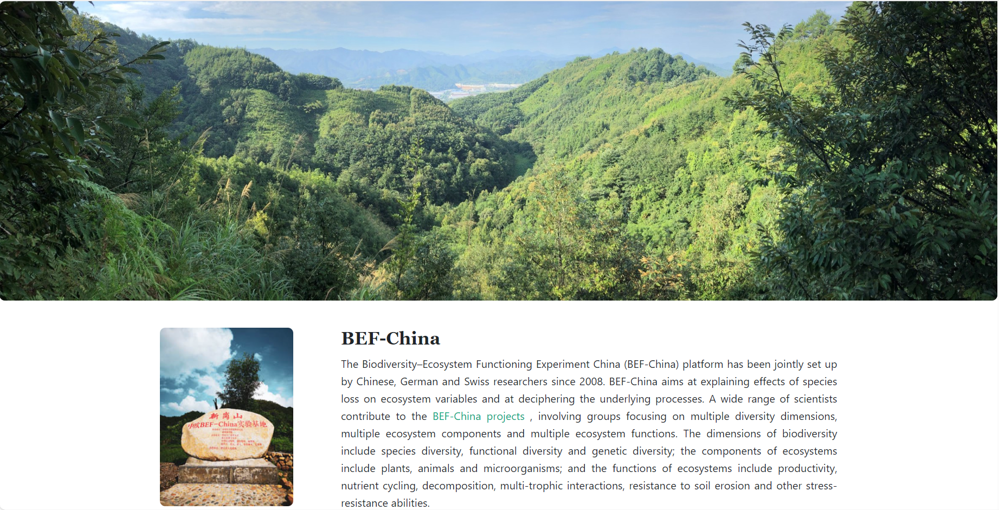 BEF-China
The Biodiversity–Ecosystem Functioning Experiment China (BEF-China) platform has been jointly set up
by Chinese, German and Swiss researchers since 2008. BEF-China aims at explaining effects of species
loss on ecosystem variables and at deciphering the underlying processes. A wide range of scientists
contribute to the BEF-China projects , involving groups focusing on multiple diversity dimensions,
multiple ecosystem components and multiple ecosystem functions. The dimensions of biodiversity
include species diversity, functional diversity and genetic diversity; the components of ecosystems
include plants, animals and microorganisms; and the functions of ecosystems include productivity,
nutrient cycling, decomposition, multi-trophic interactions, resistance to soil erosion and other stress-
resistance abilities.
新岗山
中欧BEF-China实验基地